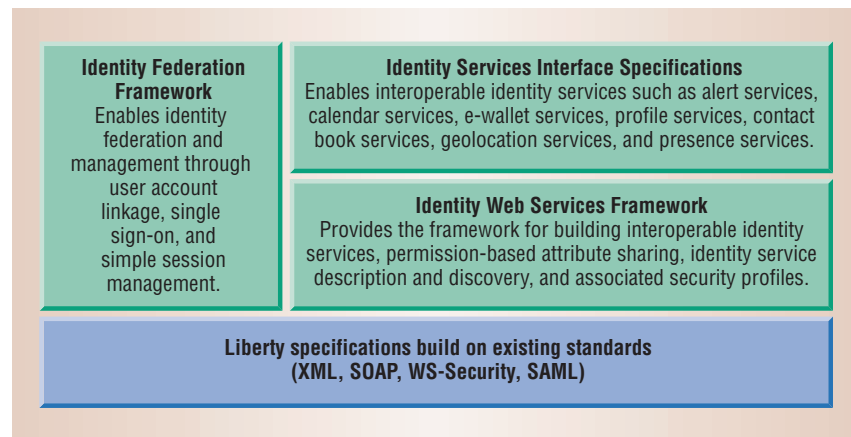 Identity Federation
Framework
Enables identity
federation and
management through
user account
linkage, single
sign-on, and
simple session
management.
Identity Services Interface Specifications
Enables interoperable identity services such as alert services,
calendar services, e-wallet services, profile services, contact
book services, geolocation services, and presence services.
Identity Web Services Framework
Provides the framework for building interoperable identity
services, permission-based attribute sharing, identity service
description and discovery, and associated security profiles.
Liberty specifications build on existing standards
(XML, SOAP, WS-Security, SAML)